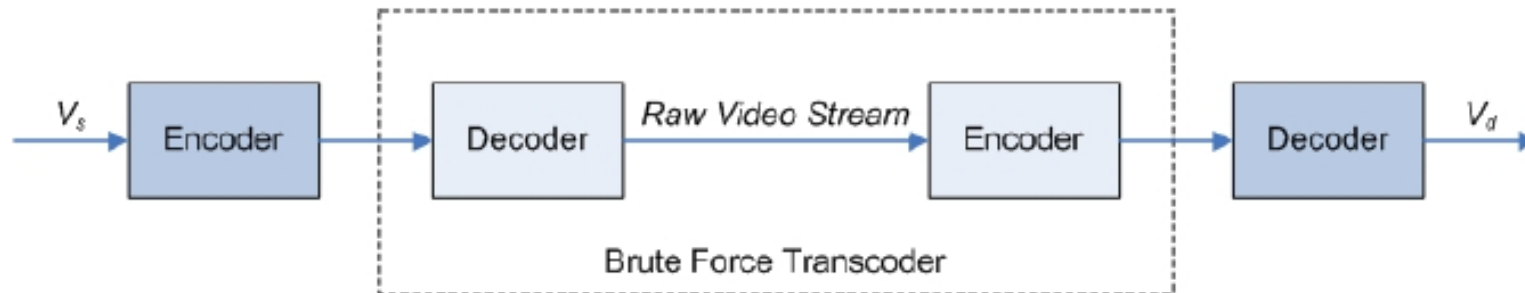 V_s
Encoder
Decoder
Raw Video Stream
Encoder
Decoder
V_d
Brute Force Transcoder